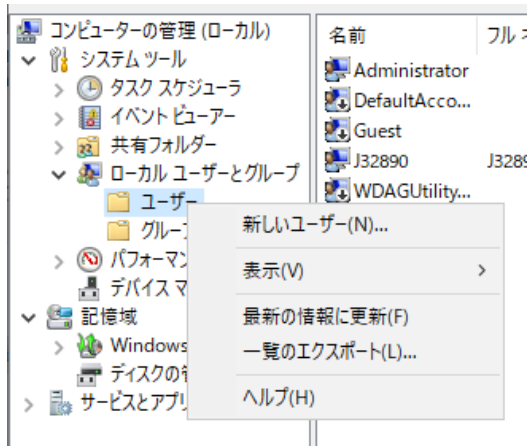 コンピューターの管理 (ローカル)
システム ツール
タスク スケジューラ
イベント ビューアー
共有フォルダー
ローカル ユーザーとグループ
ユーザー
グルー
パフォーマン
デバイス マ
記憶域
Windows
ディスクの
サービスとアプリ
名前
フル
Administrator
DefaultAcco...
Guest
J32890
J328
WDAGUtility...
新しいユーザー(N)...
表示(V)
最新の情報に更新(F)
一覧のエクスポート(L)...
ヘルプ(H)